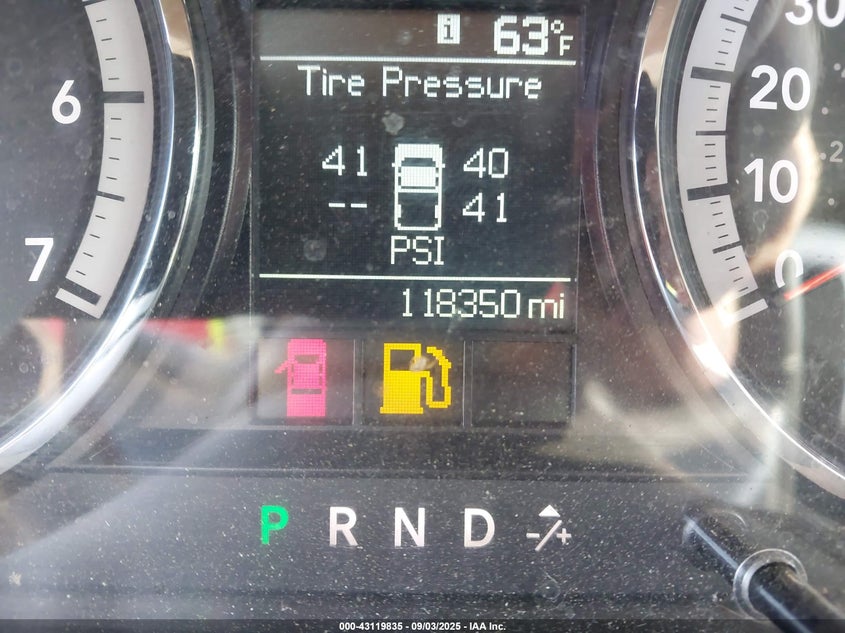 i 63°F
Tire Pressure
41 40
-- 41
PSI
118350 mi
6
7
30
20
10
0
2
P R N D -/+
000-43119835 - 09/03/2025 - IAA Inc.